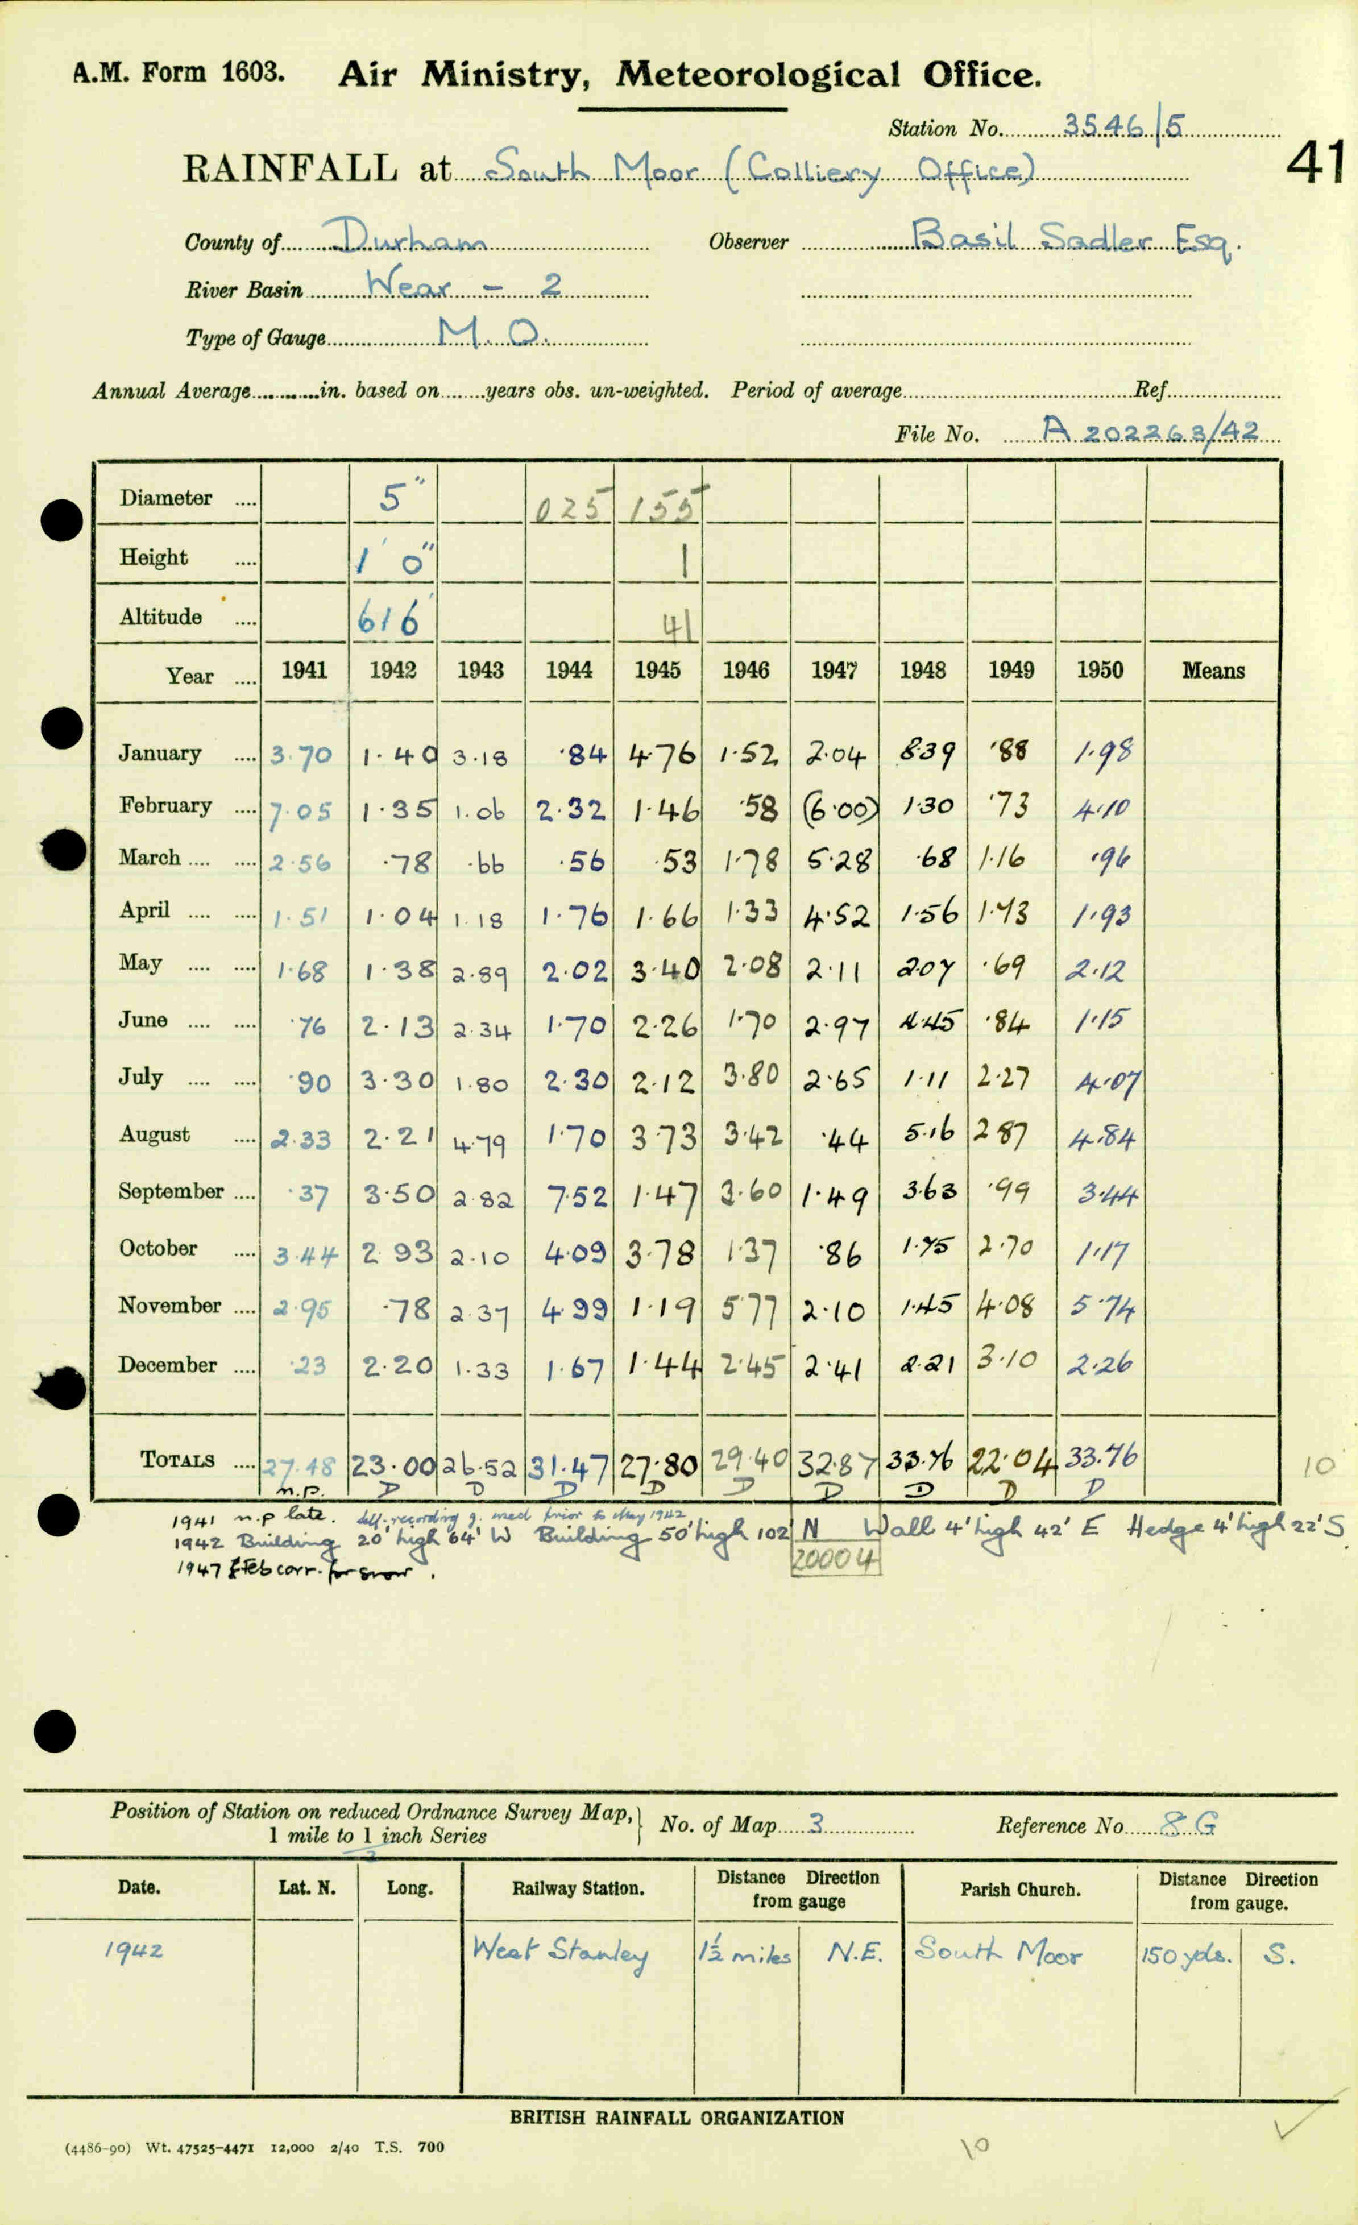 A.M. Form 1603. Air Ministry, Meteorological Office.
Station No. 3546/5
41
RAINFALL at South Moor (Colliery Office)
County of Durham Observer Basil Sadler Esq.
River Basin Wear - 2
Type of Gauge M.O.
Annual Average in. based on years obs. un-weighted. Period of average Ref.
File No. A 202263/42
Diameter 5" 025 155
Height 1' 0" 1
Altitude 616' 41
Year 1941 1942 1943 1944 1945 1946 1947 1948 1949 1950 Means
January 3.70 1.40 3.18 .84 4.76 1.52 2.04 8.39 .88 1.98
February 7.05 1.35 1.06 2.32 1.46 .58 (6.00) 1.30 .73 4.10
March 2.56 .78 .66 .56 .53 1.78 5.28 .68 1.16 .96
April 1.51 1.04 1.18 1.76 1.66 1.33 4.52 1.56 1.73 1.93
May 1.68 1.38 2.89 2.02 3.40 2.08 2.11 2.07 .69 2.12
June .76 2.13 2.34 1.70 2.26 1.70 2.97 4.45 .84 1.15
July .90 3.30 1.80 2.30 2.12 3.80 2.65 1.11 2.27 4.07
August 2.33 2.21 4.79 1.70 3.73 3.42 .44 5.16 2.87 4.84
September .37 3.50 2.82 7.52 1.47 3.60 1.49 3.63 .99 3.44
October 3.44 2.93 2.10 4.09 3.78 1.37 .86 1.75 2.70 1.17
November 2.95 .78 2.37 4.99 1.19 5.77 2.10 1.45 4.08 5.74
December .23 2.20 1.33 1.67 1.44 2.45 2.41 2.21 3.10 2.26
TOTALS 27.48 23.00 26.52 31.47 27.80 29.40 32.87 33.76 22.04 33.76 10
n.p. D D D D D D D D D
1941 n.p late. self-recording g. used prior to May 1942
1942 Building 20' high 64' W Building 50' high 102' N Wall 4' high 42' E Hedge 4' high 22' S
20004
1947 Feb corr. for snow.
Position of Station on reduced Ordnance Survey Map, No. of Map 3 Reference No 8 G
1 mile to 1 inch Series
2
Date. Lat. N. Long. Railway Station. Distance Direction from gauge Parish Church. Distance Direction from gauge.
1942 West Stanley 1½ miles N.E. South Moor 150 yds. S.
BRITISH RAINFALL ORGANIZATION
(4486-90) Wt. 47525-4471 12,000 2/40 T.S. 700
10